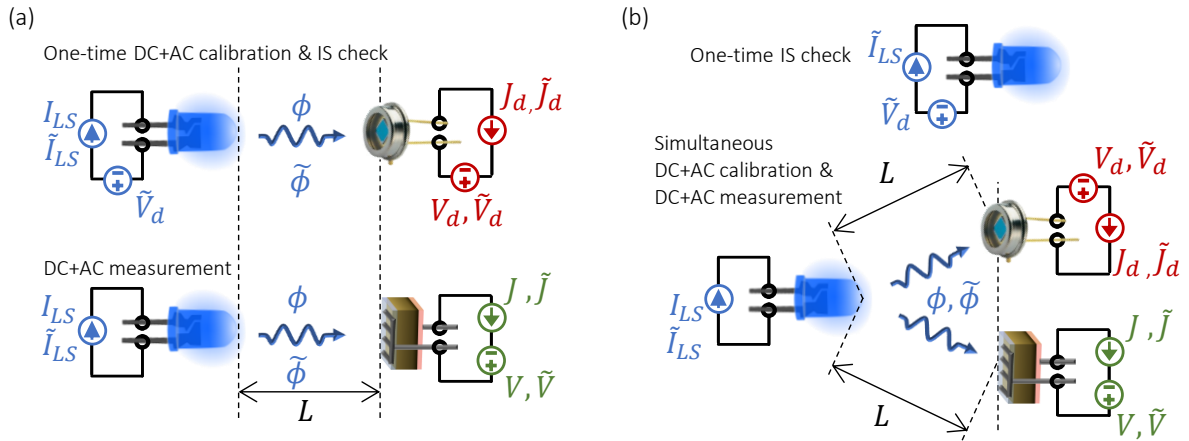 (a)
One-time DC+AC calibration & IS check
I_LS
Ĩ_LS
Ṽ_d
ϕ
ϕ̃
J_d, J̃_d
V_d, Ṽ_d
DC+AC measurement
I_LS
Ĩ_LS
ϕ
ϕ̃
L
J , J̃
V, Ṽ
(b)
One-time IS check
Ĩ_LS
Ṽ_d
Simultaneous
DC+AC calibration &
DC+AC measurement
L
V_d, Ṽ_d
J_d, J̃_d
I_LS
Ĩ_LS
ϕ, ϕ̃
L
J , J̃
V, Ṽ